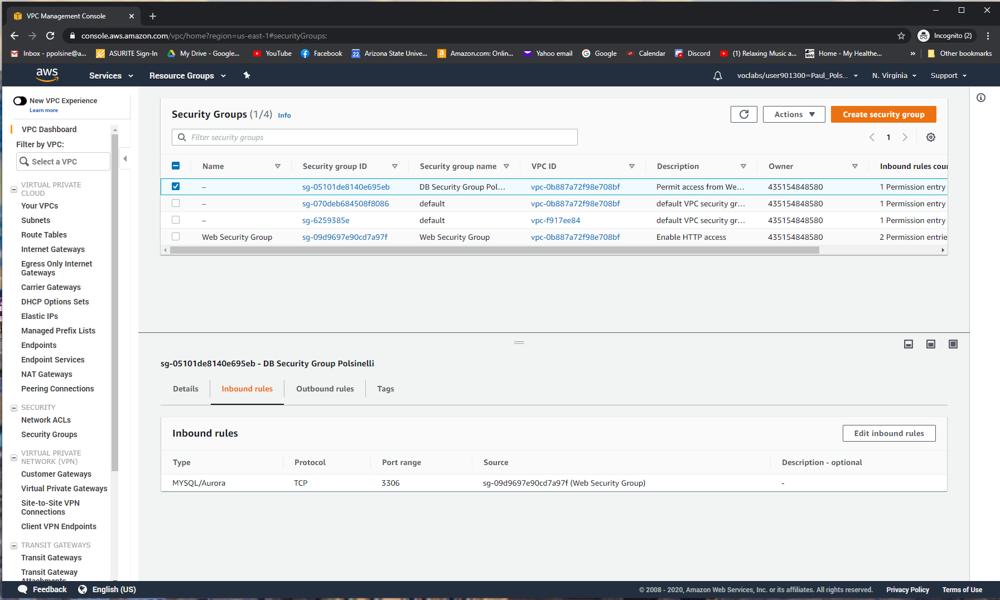 VPC Management Console
console.aws.amazon.com/vpc/home?region=us-east-1#securityGroups:
Incognito (2)
Inbox - ppolsine@a...
ASURITE Sign-In
My Drive - Google...
YouTube
Facebook
22
Arizona State Unive...
Amazon.com: Onlin...
Yahoo email
Google
Calendar
Discord
(1) Relaxing Music a...
Home - My Healthe...
Other bookmarks
aws
Services
Resource Groups
voclabs/user901300=Paul_Pols...
N. Virginia
Support
New VPC Experience
Learn more
VPC Dashboard
Filter by VPC:
Select a VPC
VIRTUAL PRIVATE
CLOUD
Your VPCs
Subnets
Route Tables
Internet Gateways
Egress Only Internet
Gateways
Carrier Gateways
DHCP Options Sets
Elastic IPs
Managed Prefix Lists
Endpoints
Endpoint Services
NAT Gateways
Peering Connections
SECURITY
Network ACLs
Security Groups
VIRTUAL PRIVATE
NETWORK (VPN)
Customer Gateways
Virtual Private Gateways
Site-to-Site VPN
Connections
Client VPN Endpoints
TRANSIT GATEWAYS
Transit Gateways
Transit Gateway
Attachments
Security Groups (1/4) Info
Actions
Create security group
Filter security groups
1
Name Security group ID Security group name VPC ID Description Owner Inbound rules coun
– sg-05101de8140e695eb DB Security Group Pol... vpc-0b887a72f98e708bf Permit access from We... 435154848580 1 Permission entry
– sg-070deb684508f8086 default vpc-0b887a72f98e708bf default VPC security gr... 435154848580 1 Permission entry
– sg-6259385e default vpc-f917ee84 default VPC security gr... 435154848580 1 Permission entry
Web Security Group sg-09d9697e90cd7a97f Web Security Group vpc-0b887a72f98e708bf Enable HTTP access 435154848580 2 Permission entrie
sg-05101de8140e695eb - DB Security Group Polsinelli
Details
Inbound rules
Outbound rules
Tags
Inbound rules
Edit inbound rules
Type Protocol Port range Source Description - optional
MYSQL/Aurora TCP 3306 sg-09d9697e90cd7a97f (Web Security Group) -
Feedback
English (US)
© 2008 - 2020, Amazon Web Services, Inc. or its affiliates. All rights reserved.
Privacy Policy
Terms of Use